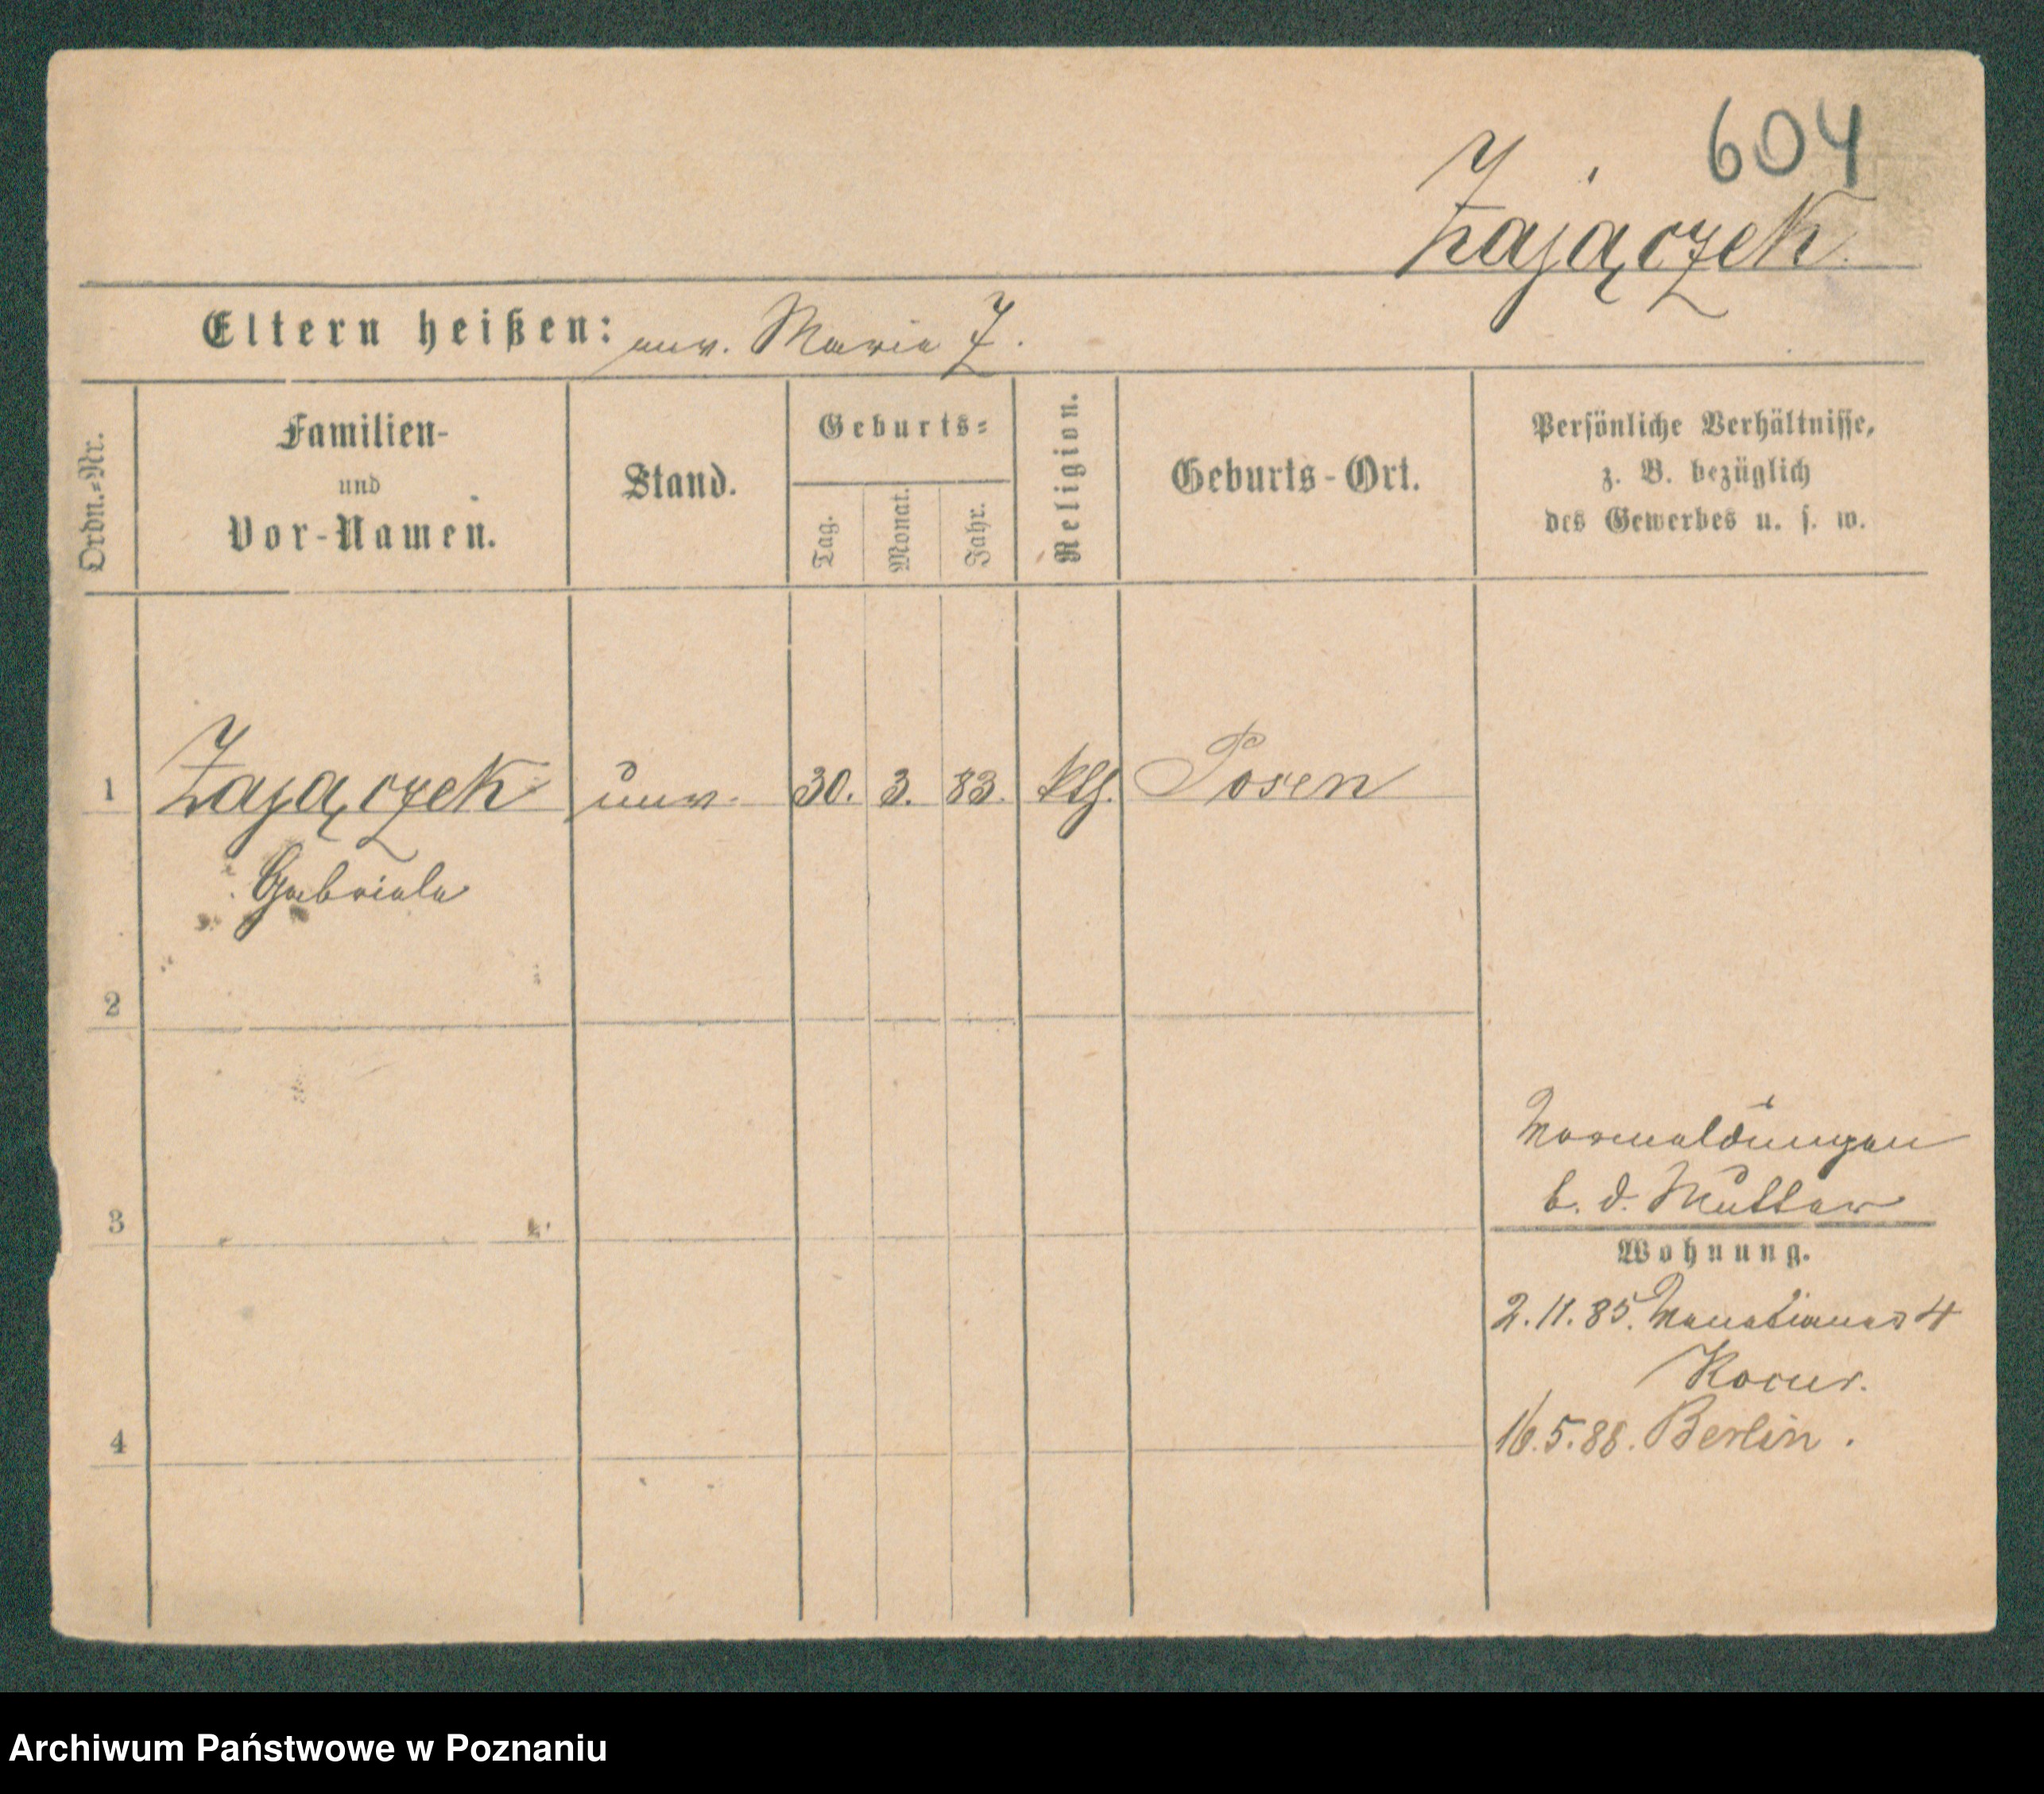 604
Zajączek
Eltern heißen: unv. Maria Z.
Ordn.-Nr.
Familien-
und
Vor-Namen.
Stand.
Geburts-
Tag.
Monat.
Jahr.
Religion.
Geburts-Ort.
Persönliche Verhältnisse,
z. B. bezüglich
des Gewerbes u. s. w.
1 Zajączek unv. 30. 3. 83. kth. Posen
Gabriela
2
3
4
Vormeldungen
b. d. Mutter
Wohnung.
2.11.85. 4
16.5.88. Berlin.
Archiwum Państwowe w Poznaniu